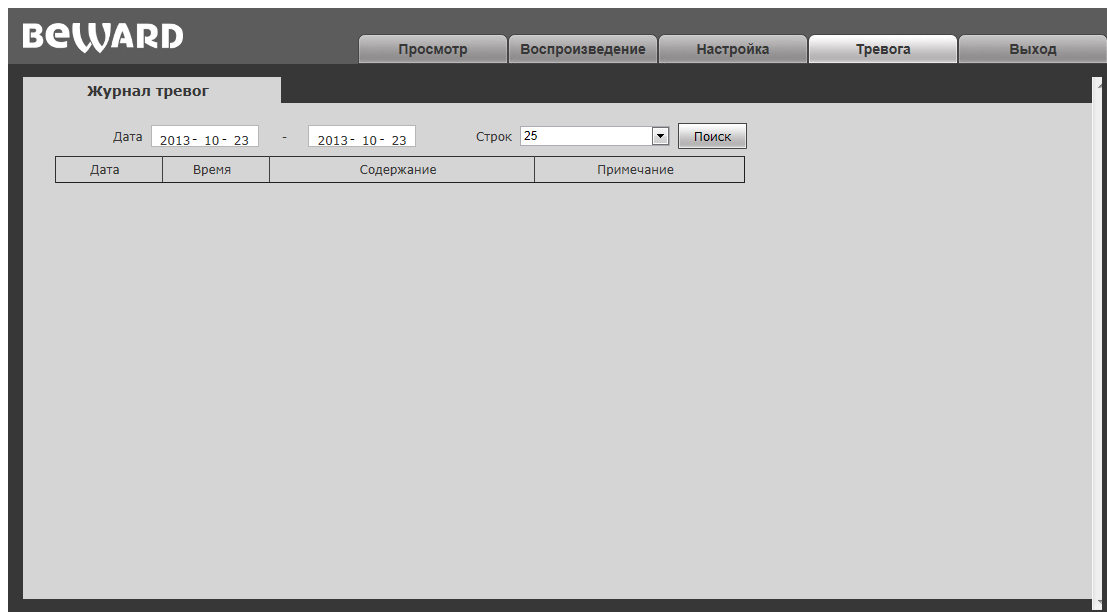 BEWARD
Просмотр Воспроизведение Настройка Тревога Выход
Журнал тревог
Дата 2013- 10- 23 - 2013- 10- 23 Строк 25 Поиск
Дата Время Содержание Примечание